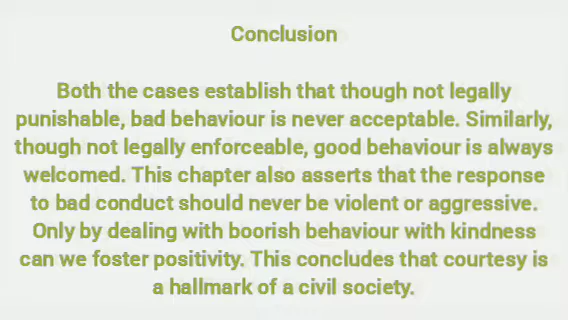 Conclusion
Both the cases establish that though not legally
punishable, bad behaviour is never acceptable. Similarly,
though not legally enforceable, good behaviour is always
welcomed. This chapter also asserts that the response
to bad conduct should never be violent or aggressive.
Only by dealing with boorish behaviour with kindness
can we foster positivity. This concludes that courtesy is
a hallmark of a civil society.